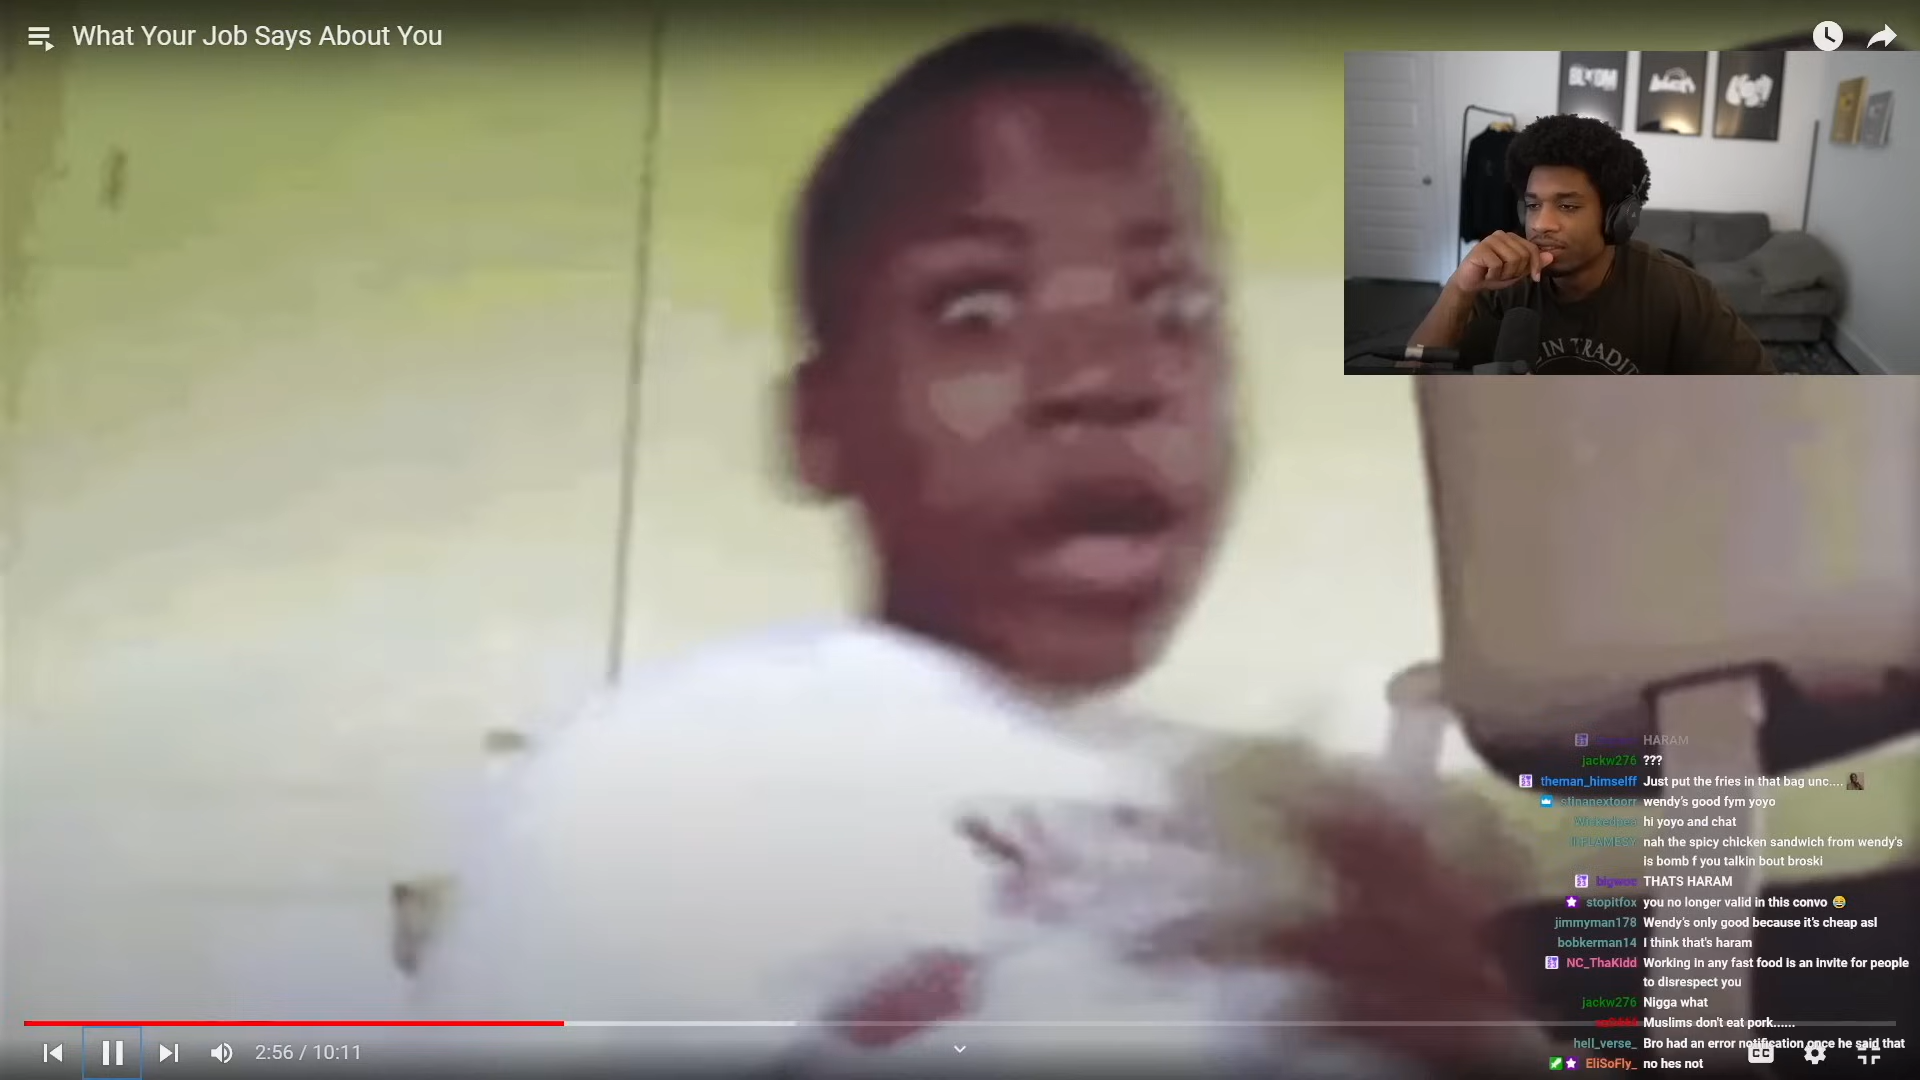 What Your Job Says About You
BLXOM
IN TRADIT
HARAM
jackw276 ???
theman_himselff Just put the fries in that bag unc....
stinanextoorr wendy's good fym yoyo
hi yoyo and chat
nah the spicy chicken sandwich from wendy's
is bomb f you talkin bout broski
bigwoe THATS HARAM
stopitfox you no longer valid in this convo 😂
jimmyman178 Wendy's only good because it's cheap asl
bobkerman14 I think that's haram
NC_ThaKidd Working in any fast food is an invite for people
to disrespect you
jackw276 Nigga what
Muslims don't eat pork......
hell_verse_ Bro had an error notification once he said that
EliSoFly_ no hes not
2:56 / 10:11
CC